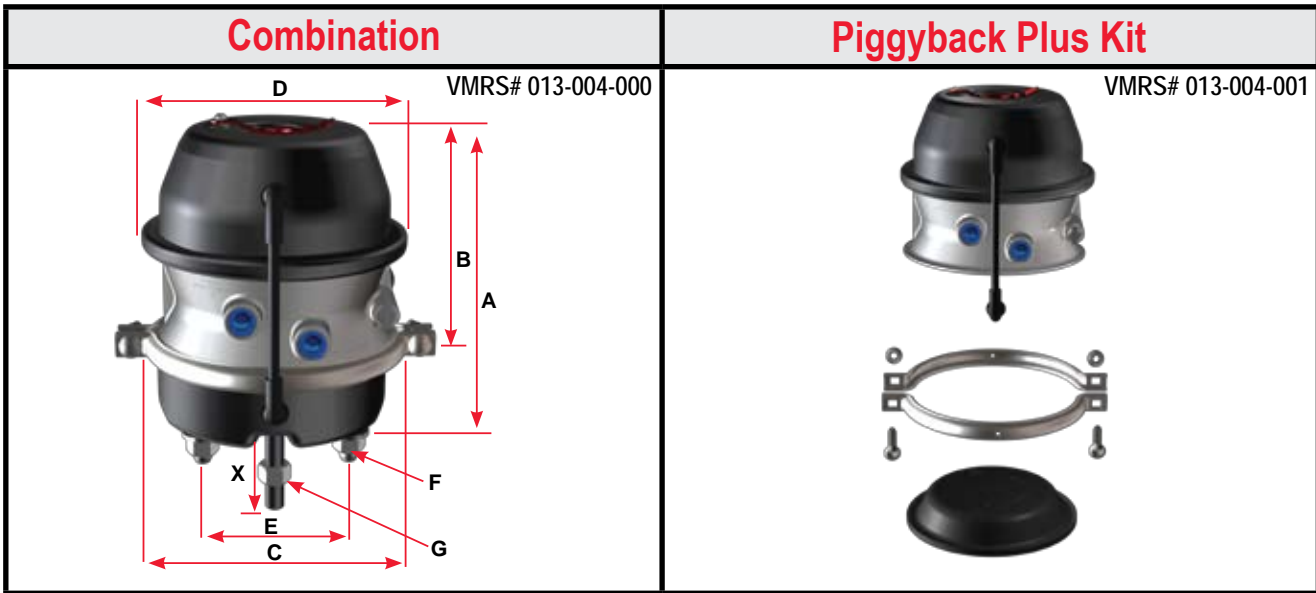 Combination
Piggyback Plus Kit
VMRS# 013-004-000
VMRS# 013-004-001
D
B
A
X
F
E
G
C